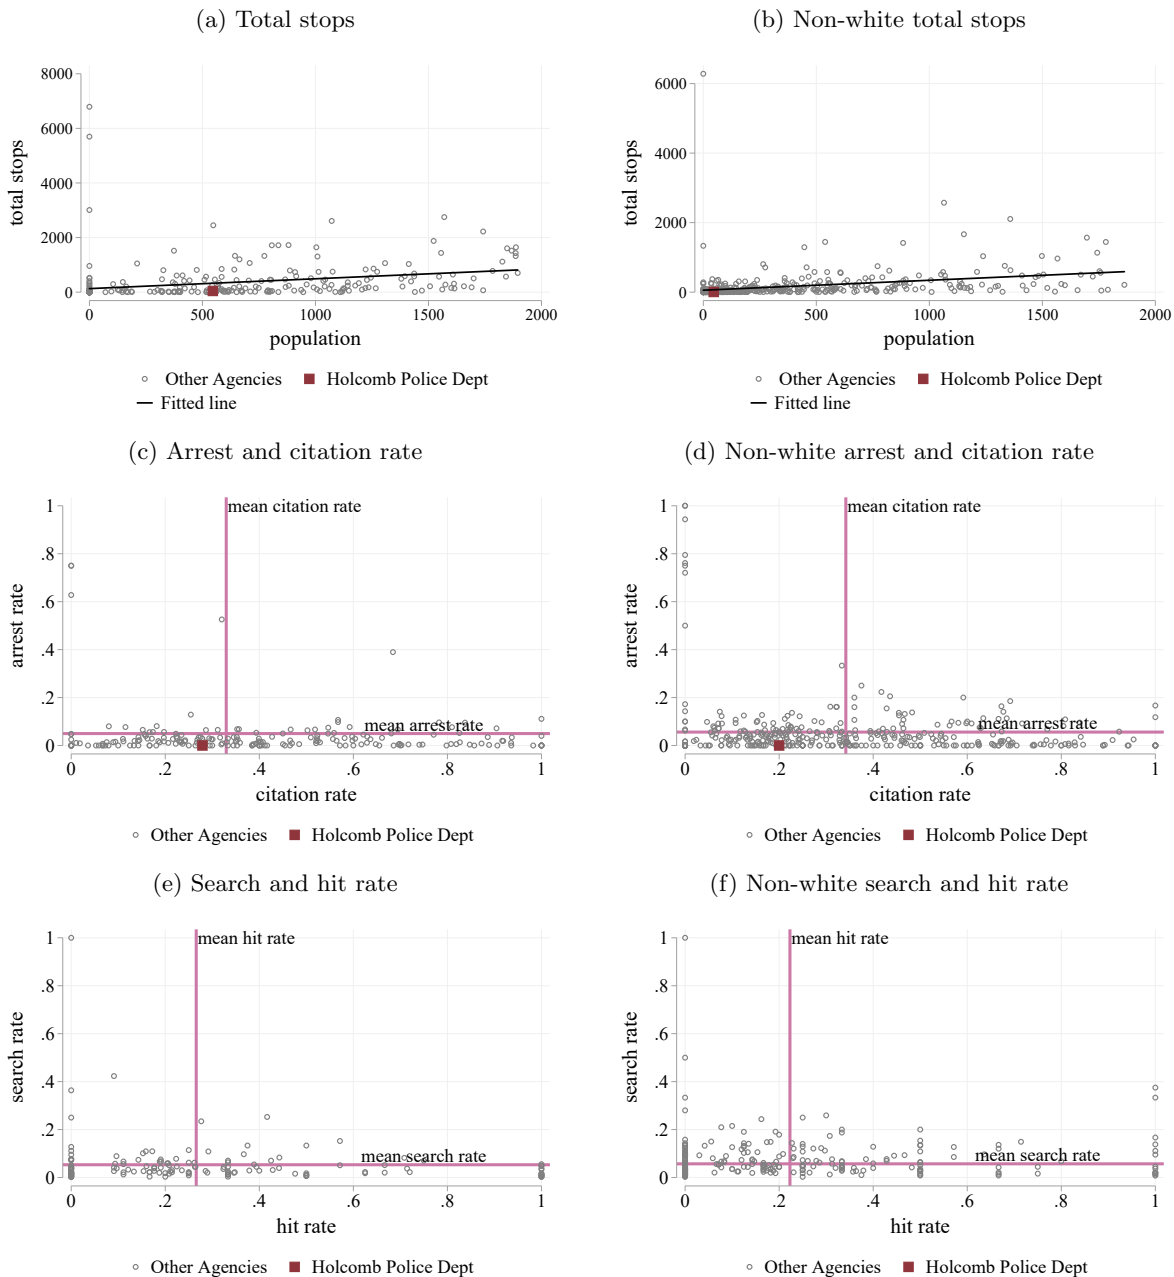 (a) Total stops
8000
6000
4000
2000
0
total stops
0 500 1000 1500 2000
population
Other Agencies Holcomb Police Dept
Fitted line
(b) Non-white total stops
6000
4000
2000
0
total stops
0 500 1000 1500 2000
population
Other Agencies Holcomb Police Dept
Fitted line
(c) Arrest and citation rate
mean citation rate
mean arrest rate
1
.8
.6
.4
.2
0
arrest rate
0 .2 .4 .6 .8 1
citation rate
Other Agencies Holcomb Police Dept
(d) Non-white arrest and citation rate
mean citation rate
mean arrest rate
1
.8
.6
.4
.2
0
arrest rate
0 .2 .4 .6 .8 1
citation rate
Other Agencies Holcomb Police Dept
(e) Search and hit rate
mean hit rate
mean search rate
1
.8
.6
.4
.2
0
search rate
0 .2 .4 .6 .8 1
hit rate
Other Agencies Holcomb Police Dept
(f) Non-white search and hit rate
mean hit rate
mean search rate
1
.8
.6
.4
.2
0
search rate
0 .2 .4 .6 .8 1
hit rate
Other Agencies Holcomb Police Dept